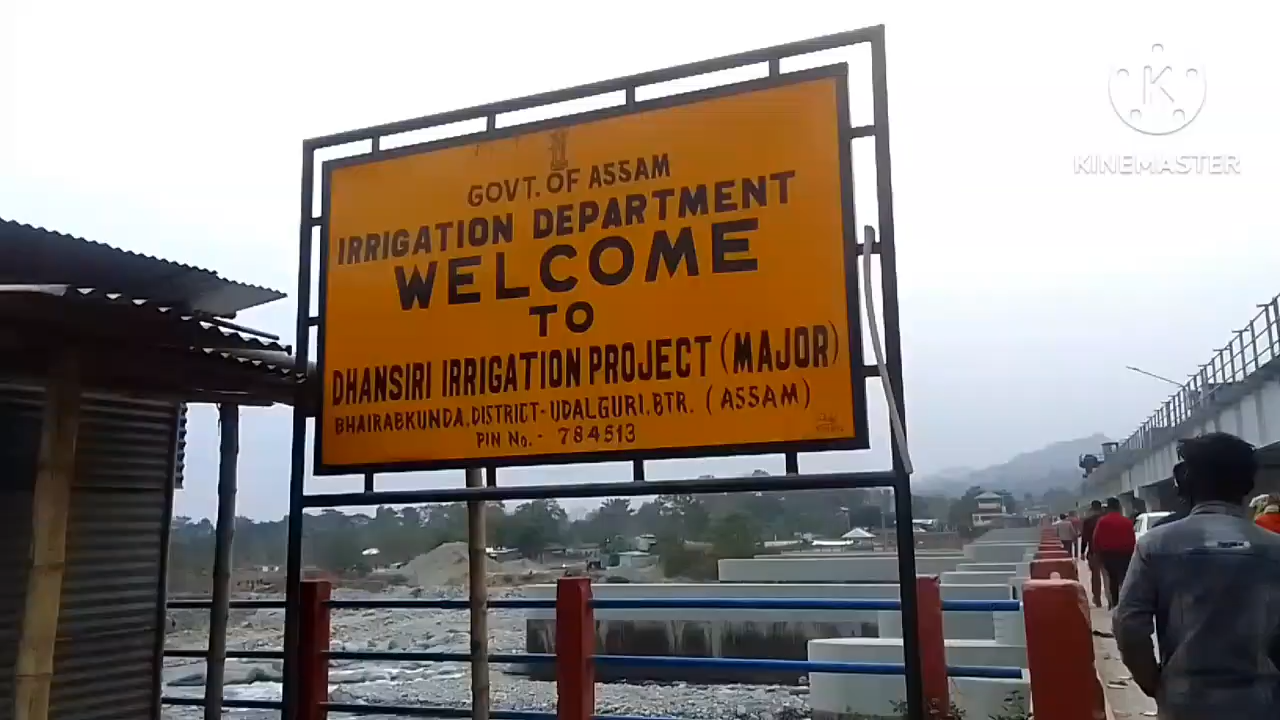 GOVT. OF ASSAM
IRRIGATION DEPARTMENT
WELCOME
TO
DHANSIRI IRRIGATION PROJECT (MAJOR)
BHAIRABKUNDA, DISTRICT-UDALGURI, BTR. (ASSAM)
PIN No. - 784513
K
KINEMASTER